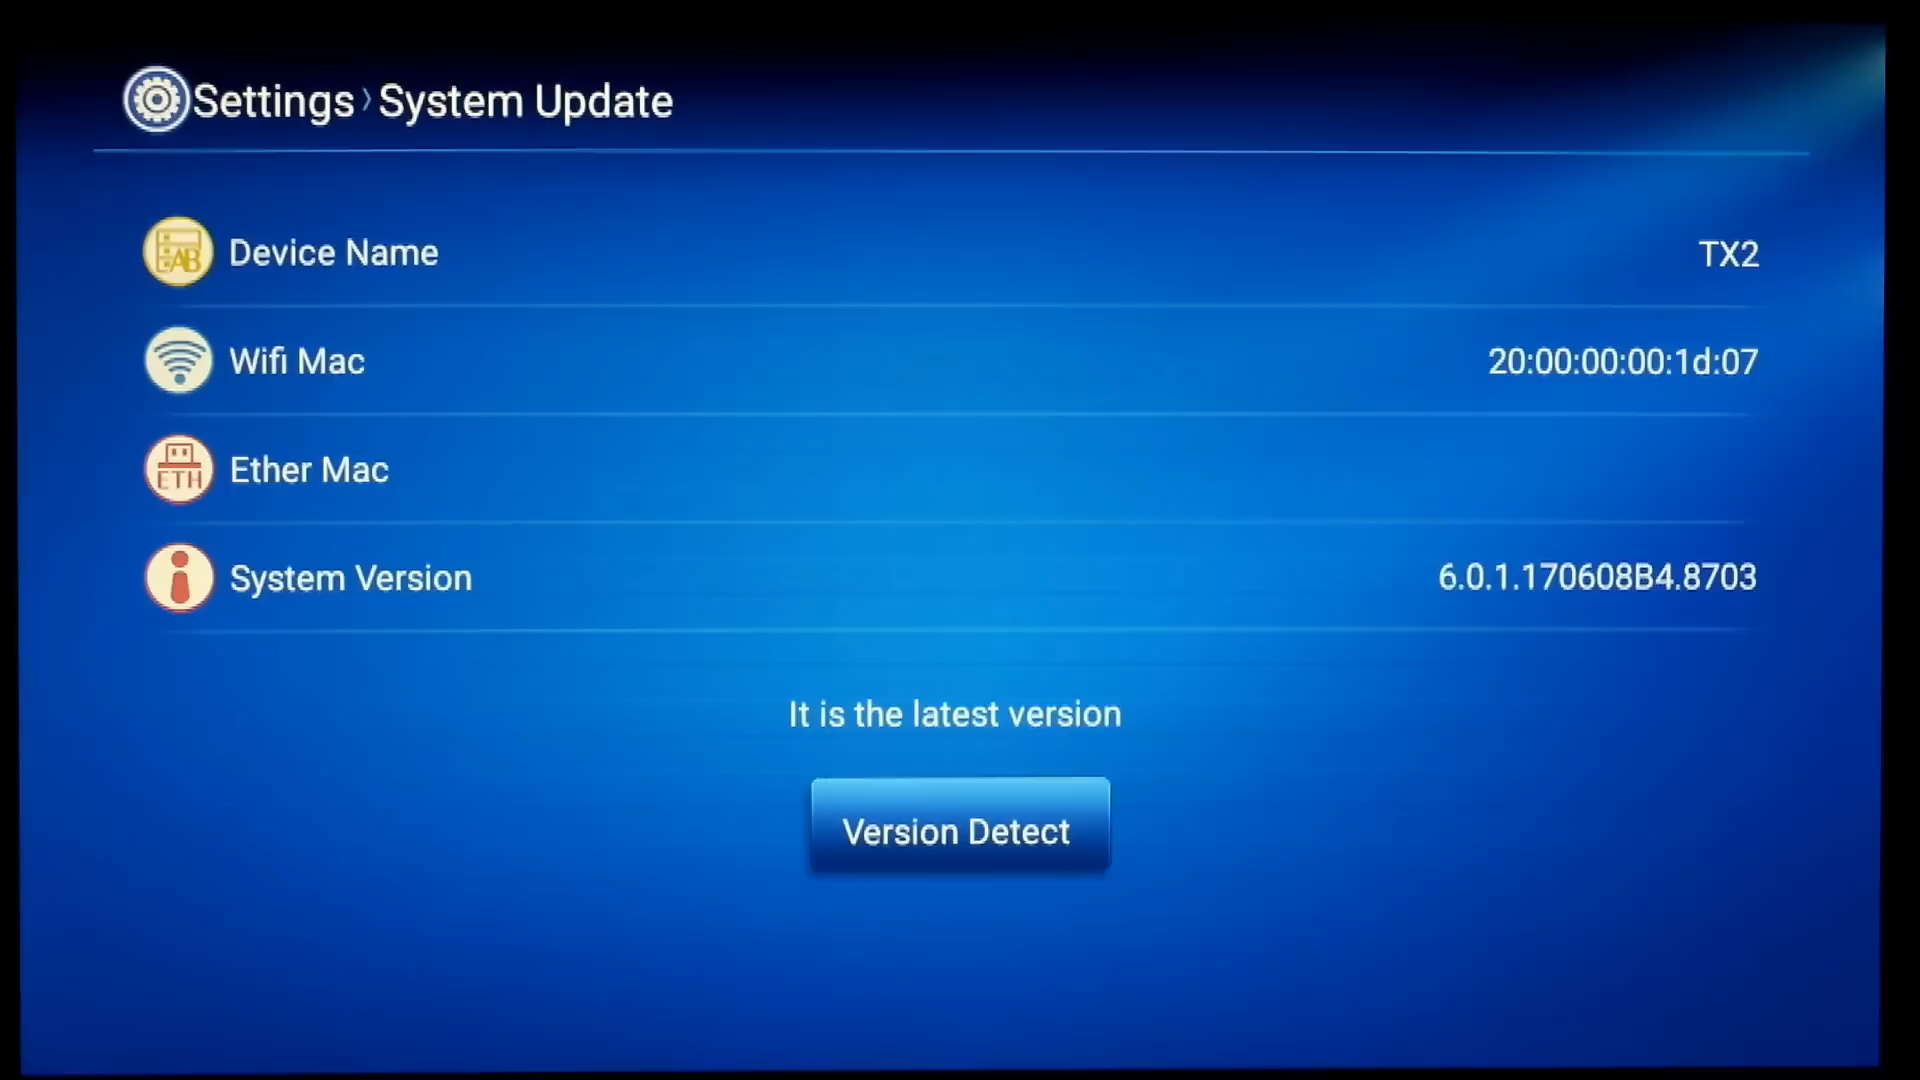 Settings › System Update
AB Device Name TX2
Wifi Mac 20:00:00:00:1d:07
ETH Ether Mac
System Version 6.0.1.170608B4.8703
It is the latest version
Version Detect